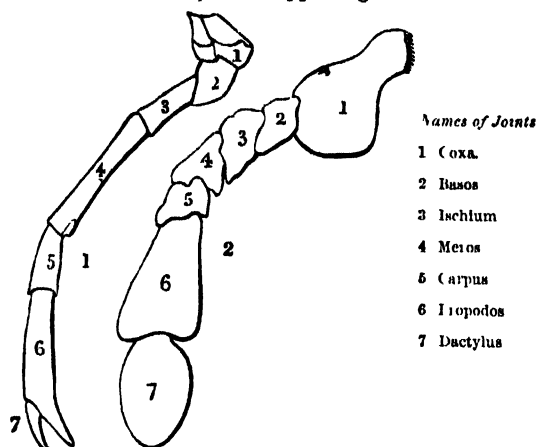 Names of Joints
1 Coxa.
2 Basos
3 Ischium
4 Meros
5 Carpus
6 Propodos
7 Dactylus
1
2
3
4
5
1
6
7
1
2
3
4
5
2
6
7